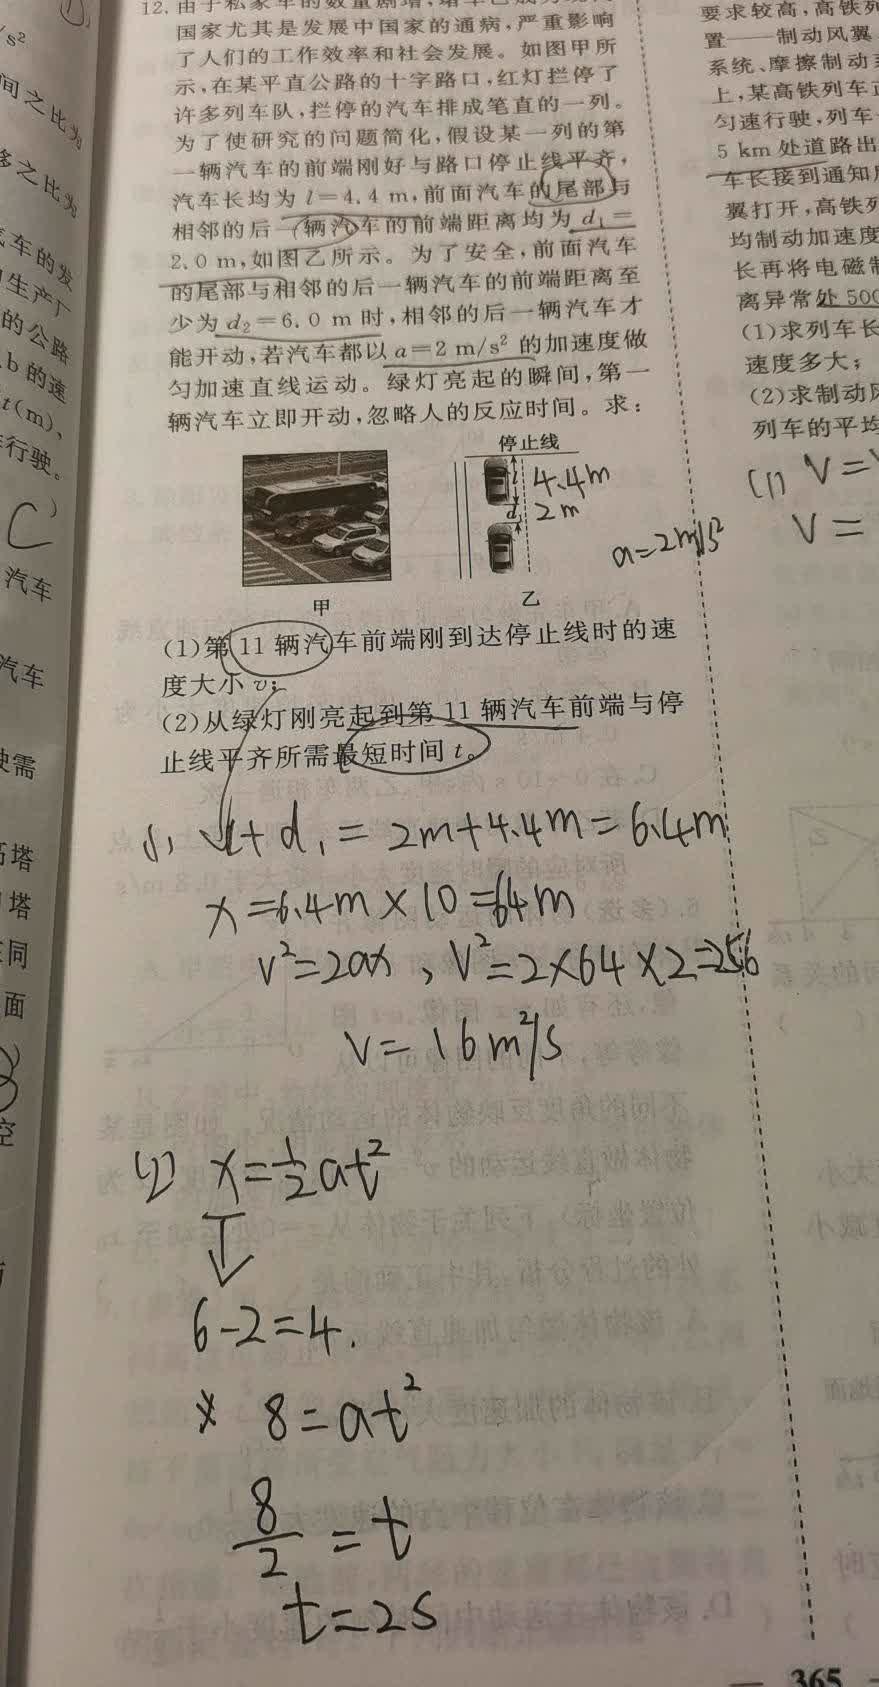 12. 由于私家车的数量剧增,堵车已成为现
国家尤其是发展中国家的通病,严重影响
了人们的工作效率和社会发展。如图甲所
示,在某平直公路的十字路口,红灯拦停了
许多列车队,拦停的汽车排成笔直的一列。
为了使研究的问题简化,假设某一列的第
一辆汽车的前端刚好与路口停止线平齐,
汽车长均为 l=4.4 m,前面汽车的尾部与
相邻的后一辆汽车的前端距离均为 d₁=
2.0 m,如图乙所示。为了安全,前面汽车
的尾部与相邻的后一辆汽车的前端距离至
少为 d₂=6.0 m 时,相邻的后一辆汽车才
能开动,若汽车都以 a=2 m/s² 的加速度做
匀加速直线运动。绿灯亮起的瞬间,第一
辆汽车立即开动,忽略人的反应时间。求:
停止线
l 4.4m
d 2m
a=2m/s²
甲
乙
(1)第 11 辆汽车前端刚到达停止线时的速
度大小 v;
(2)从绿灯刚亮起到第 11 辆汽车前端与停
止线平齐所需最短时间 t。
(1) l+d₁=2m+4.4m=6.4m
x=6.4m×10=64m
v²=2ax, v²=2×64×2=256
v=16m²/s
(2) x=½at²
↓
6-2=4.
8=at²
8/2=t
t=2s
365
/s²
间之比为
多之比为
汽车的发
生产厂
的公路
b 的速
t(m)、
行驶。
C
汽车
汽车
使需
高塔
塔
同
面
空
要求较高,高铁列
置——制动风翼
系统、摩擦制动
上,某高铁列车正
匀速行驶,列车
5 km 处道路出
车长接到通知
翼打开,高铁列
均制动加速度
长再将电磁制
离异常处 500
(1)求列车长
速度多大;
(2)求制动风
列车的平均
(1) v=
v=